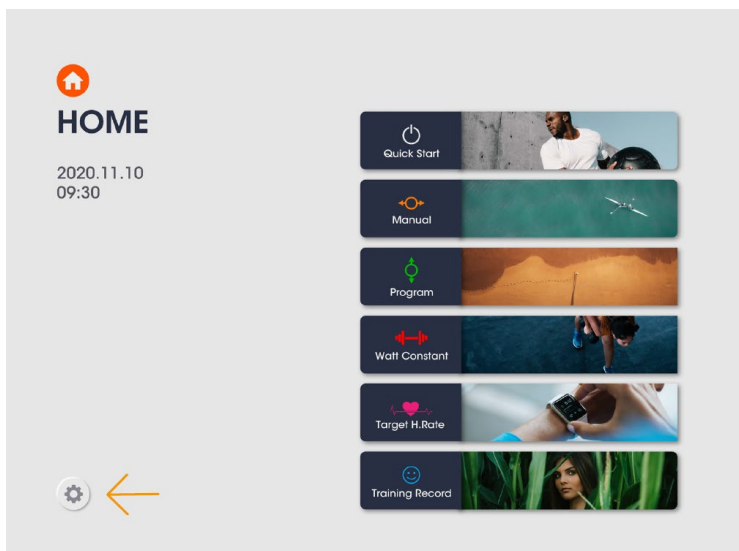 HOME
2020.11.10
09:30
Quick Start
Manual
Program
Watt Constant
Target H.Rate
Training Record